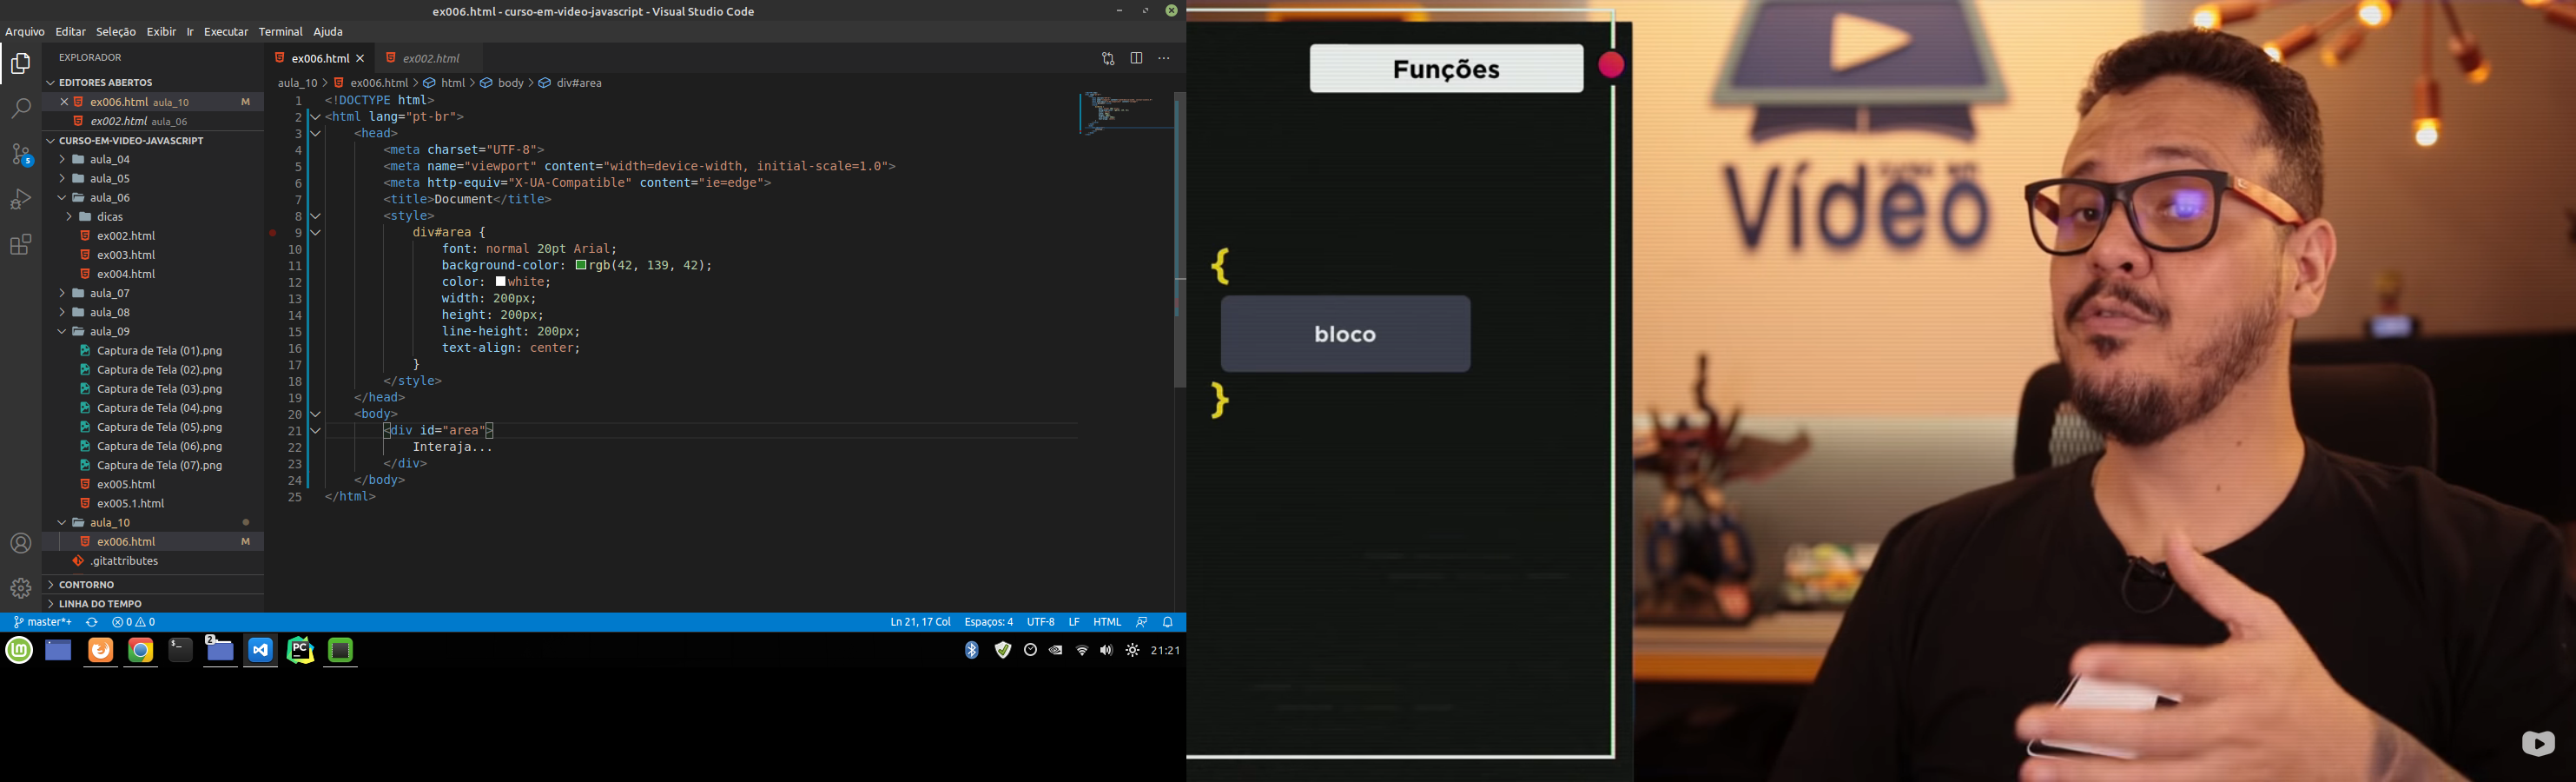 ex006.html - curso-em-video-javascript - Visual Studio Code
Arquivo Editar Seleção Exibir Ir Executar Terminal Ajuda
EXPLORADOR
EDITORES ABERTOS
ex006.html aula_10 M
ex002.html aula_06
CURSO-EM-VIDEO-JAVASCRIPT
aula_04
aula_05
aula_06
dicas
ex002.html
ex003.html
ex004.html
aula_07
aula_08
aula_09
Captura de Tela (01).png
Captura de Tela (02).png
Captura de Tela (03).png
Captura de Tela (04).png
Captura de Tela (05).png
Captura de Tela (06).png
Captura de Tela (07).png
ex005.html
ex005.1.html
aula_10
ex006.html M
.gitattributes
CONTORNO
LINHA DO TEMPO
5
ex006.html ex002.html
aula_10 > ex006.html > html > body > div#area
1 <!DOCTYPE html>
2 <html lang="pt-br">
3 <head>
4 <meta charset="UTF-8">
5 <meta name="viewport" content="width=device-width, initial-scale=1.0">
6 <meta http-equiv="X-UA-Compatible" content="ie=edge">
7 <title>Document</title>
8 <style>
9 div#area {
10 font: normal 20pt Arial;
11 background-color: rgb(42, 139, 42);
12 color: white;
13 width: 200px;
14 height: 200px;
15 line-height: 200px;
16 text-align: center;
17 }
18 </style>
19 </head>
20 <body>
21 <div id="area">
22 Interaja...
23 </div>
24 </body>
25 </html>
master*+ 0 0 Ln 21, 17 Col Espaços: 4 UTF-8 LF HTML
2 PC 21:21
Funções
{
bloco
}
Vídeo